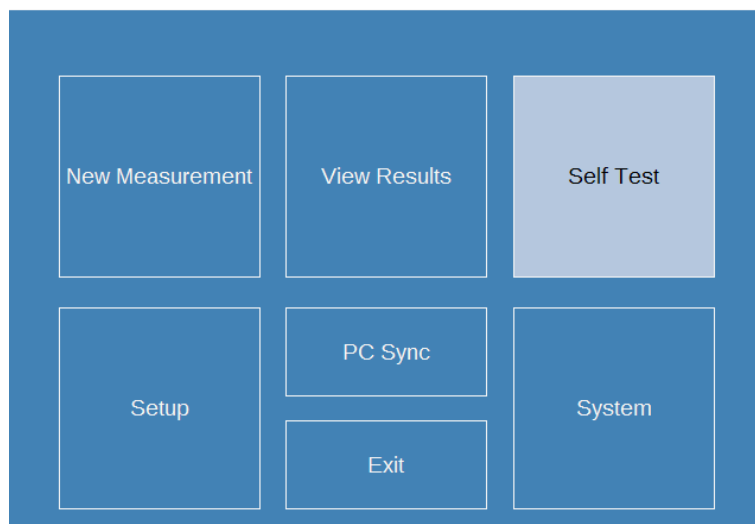 New Measurement
View Results
Self Test
Setup
PC Sync
System
Exit